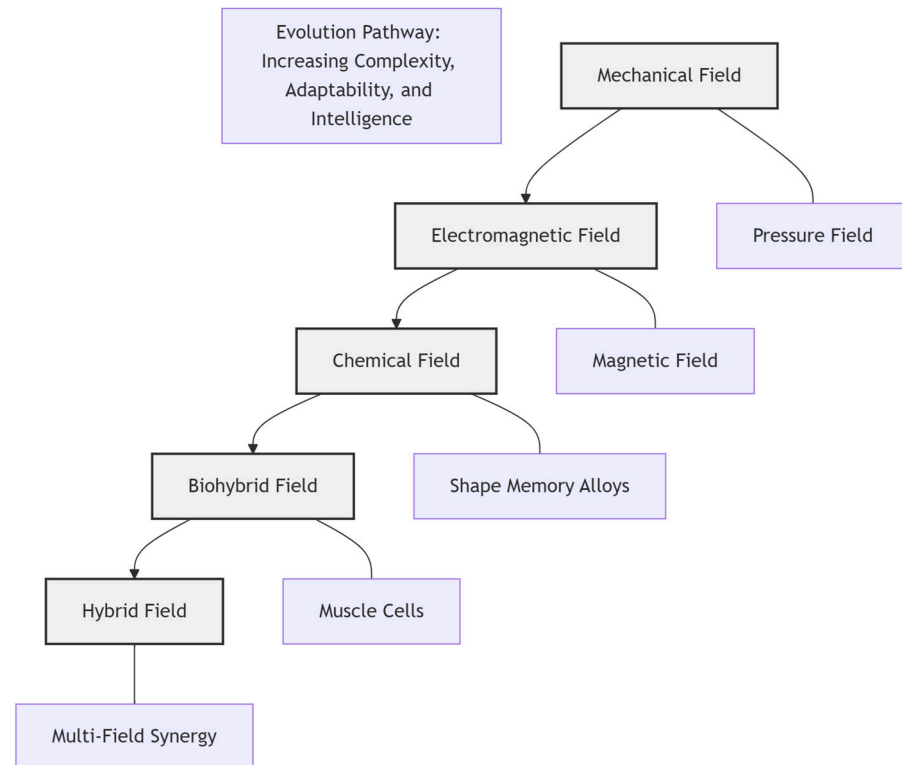 Evolution Pathway:
Increasing Complexity,
Adaptability, and
Intelligence
Mechanical Field
Electromagnetic Field
Pressure Field
Chemical Field
Magnetic Field
Biohybrid Field
Shape Memory Alloys
Hybrid Field
Muscle Cells
Multi-Field Synergy